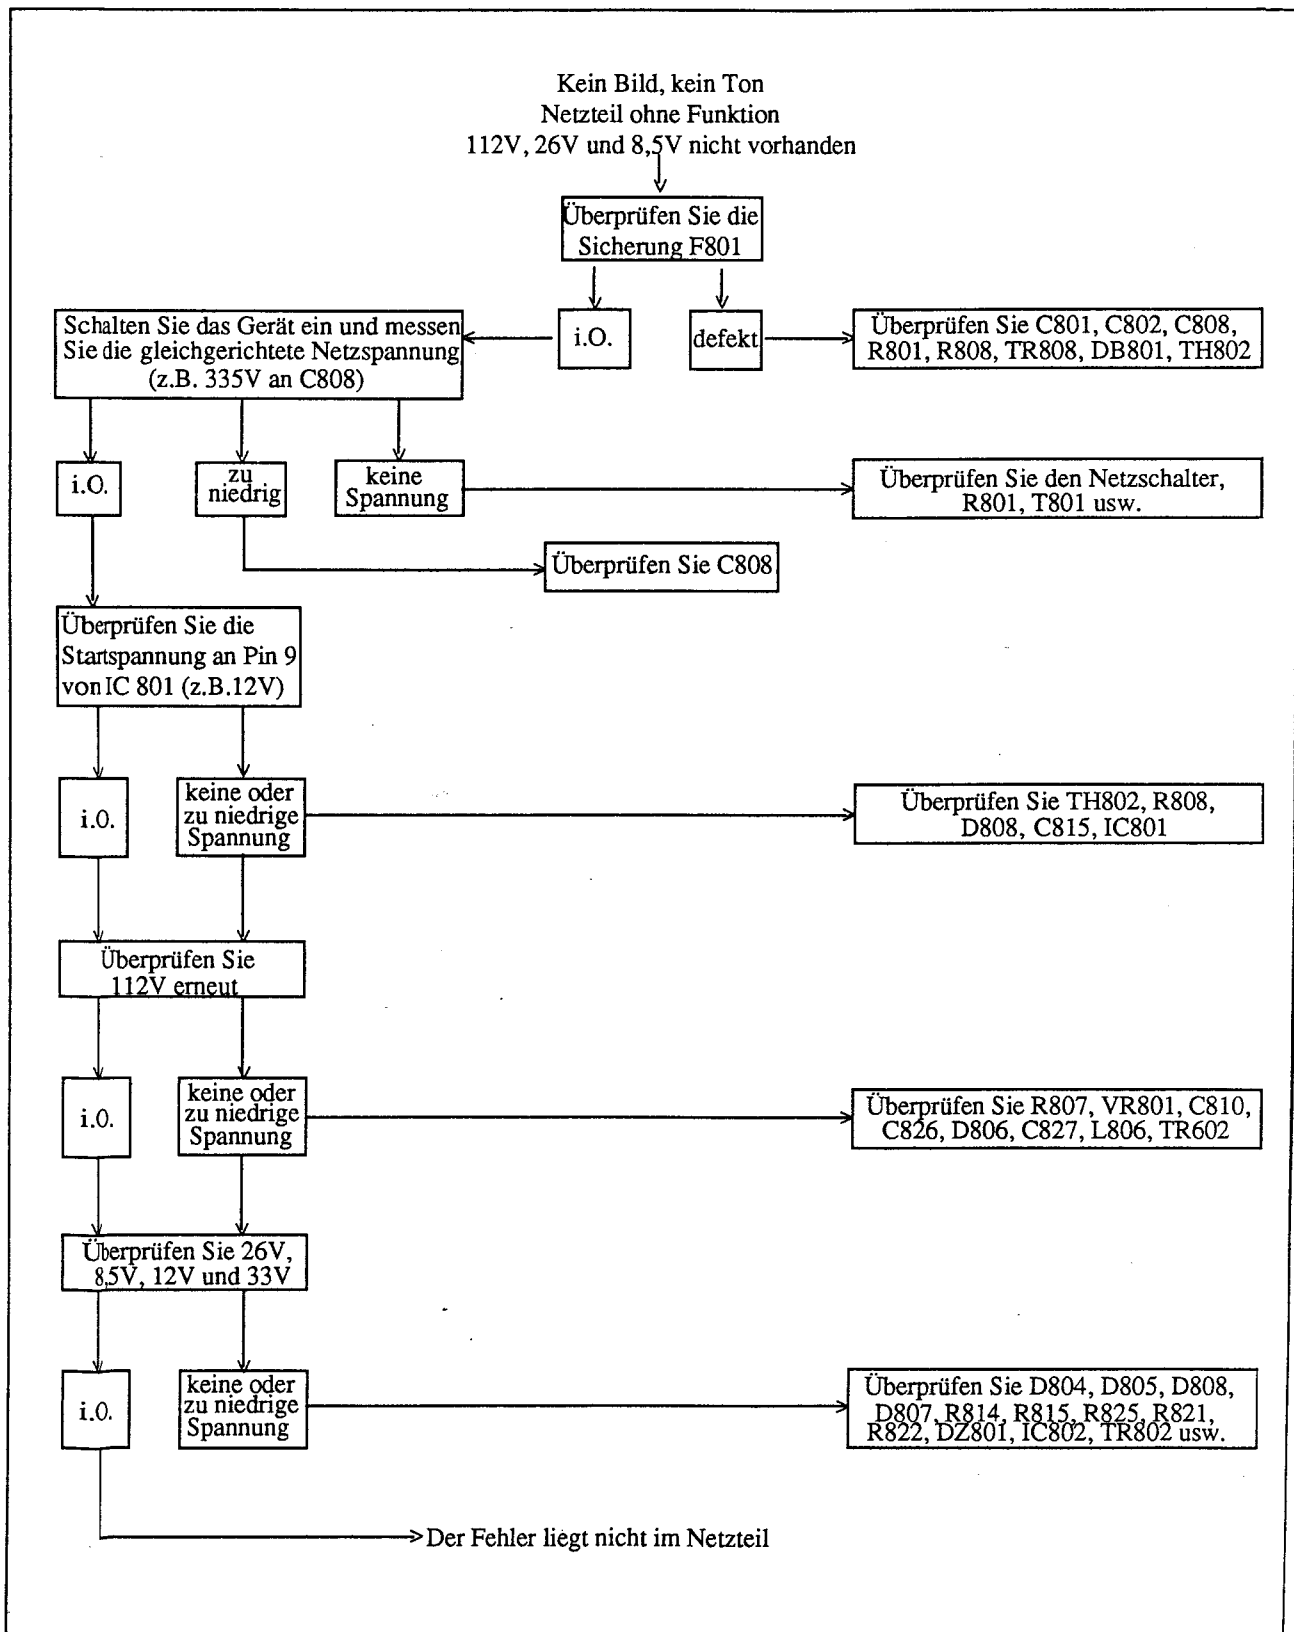 Kein Bild, kein Ton
Netzteil ohne Funktion
112V, 26V und 8,5V nicht vorhanden
Überprüfen Sie die
Sicherung F801
Schalten Sie das Gerät ein und messen
Sie die gleichgerichtete Netzspannung
(z.B. 335V an C808)
i.O.
defekt
Überprüfen Sie C801, C802, C808,
R801, R808, TR808, DB801, TH802
i.O.
zu
niedrig
keine
Spannung
Überprüfen Sie den Netzschalter,
R801, T801 usw.
Überprüfen Sie C808
Überprüfen Sie die
Startspannung an Pin 9
von IC 801 (z.B.12V)
i.O.
keine oder
zu niedrige
Spannung
Überprüfen Sie TH802, R808,
D808, C815, IC801
Überprüfen Sie
112V erneut
i.O.
keine oder
zu niedrige
Spannung
Überprüfen Sie R807, VR801, C810,
C826, D806, C827, L806, TR602
Überprüfen Sie 26V,
8,5V, 12V und 33V
i.O.
keine oder
zu niedrige
Spannung
Überprüfen Sie D804, D805, D808,
D807, R814, R815, R825, R821,
R822, DZ801, IC802, TR802 usw.
Der Fehler liegt nicht im Netzteil